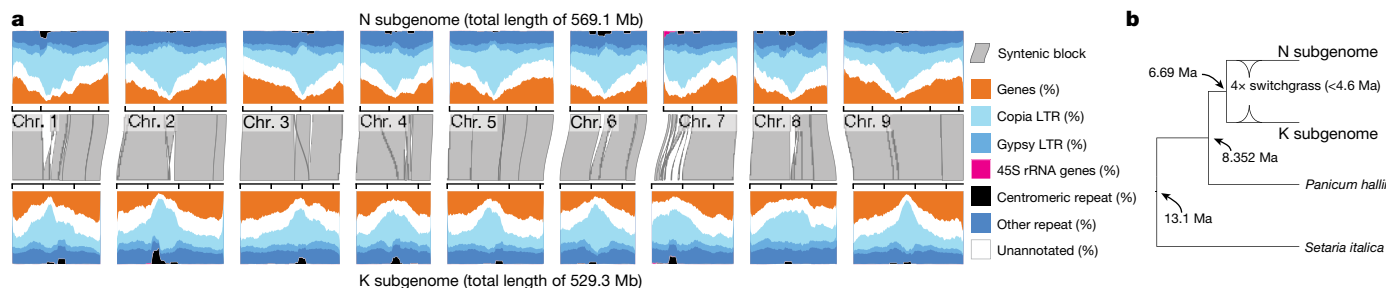 a
N subgenome (total length of 569.1 Mb)
Chr. 1
Chr. 2
Chr. 3
Chr. 4
Chr. 5
Chr. 6
Chr. 7
Chr. 8
Chr. 9
K subgenome (total length of 529.3 Mb)
Syntenic block
Genes (%)
Copia LTR (%)
Gypsy LTR (%)
45S rRNA genes (%)
Centromeric repeat (%)
Other repeat (%)
Unannotated (%)
b
N subgenome
6.69 Ma
4× switchgrass (<4.6 Ma)
K subgenome
8.352 Ma
Panicum hallii
13.1 Ma
Setaria italica